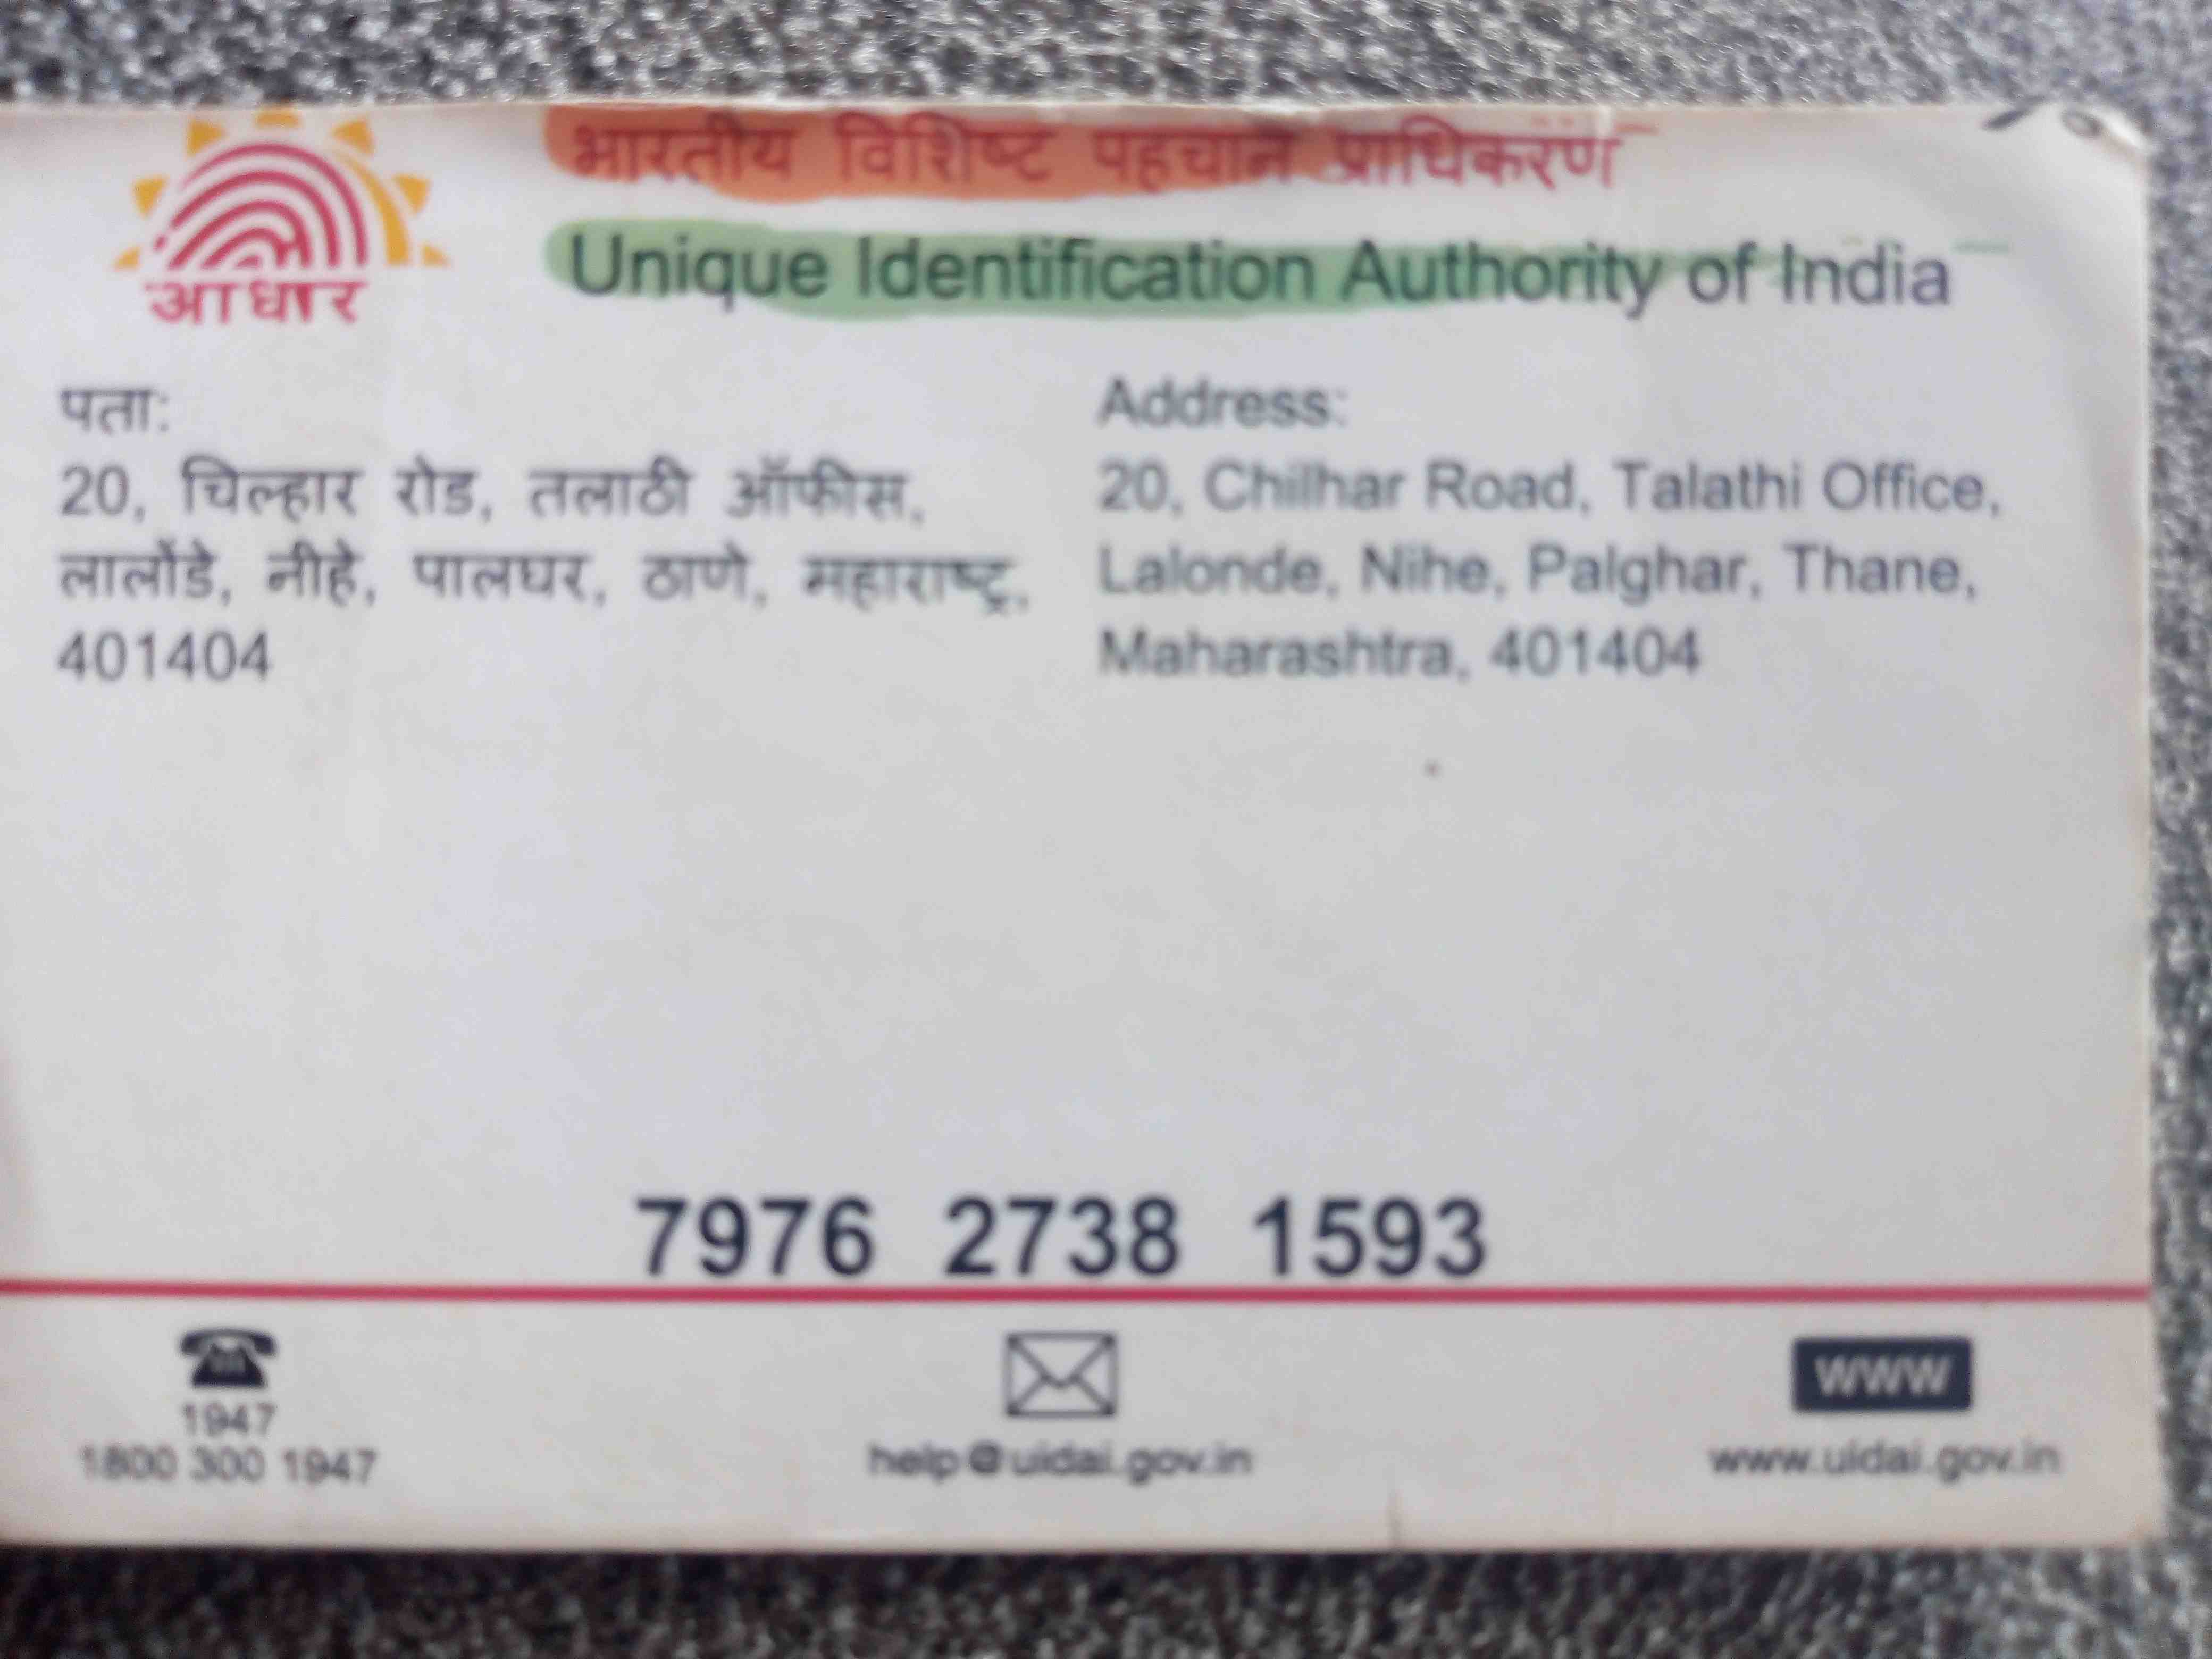 भारतीय विशिष्ट पहचान प्राधिकरण
Unique Identification Authority of India
आधार
पता:
20, चिल्हार रोड, तलाठी ऑफीस,
लालोंडे, नीहे, पालघर, ठाणे, महाराष्ट्र,
401404
Address:
20, Chilhar Road, Talathi Office,
Lalonde, Nihe, Palghar, Thane,
Maharashtra, 401404
7976 2738 1593
1947
1800 300 1947
help@uidai.gov.in
WWW
www.uidai.gov.in